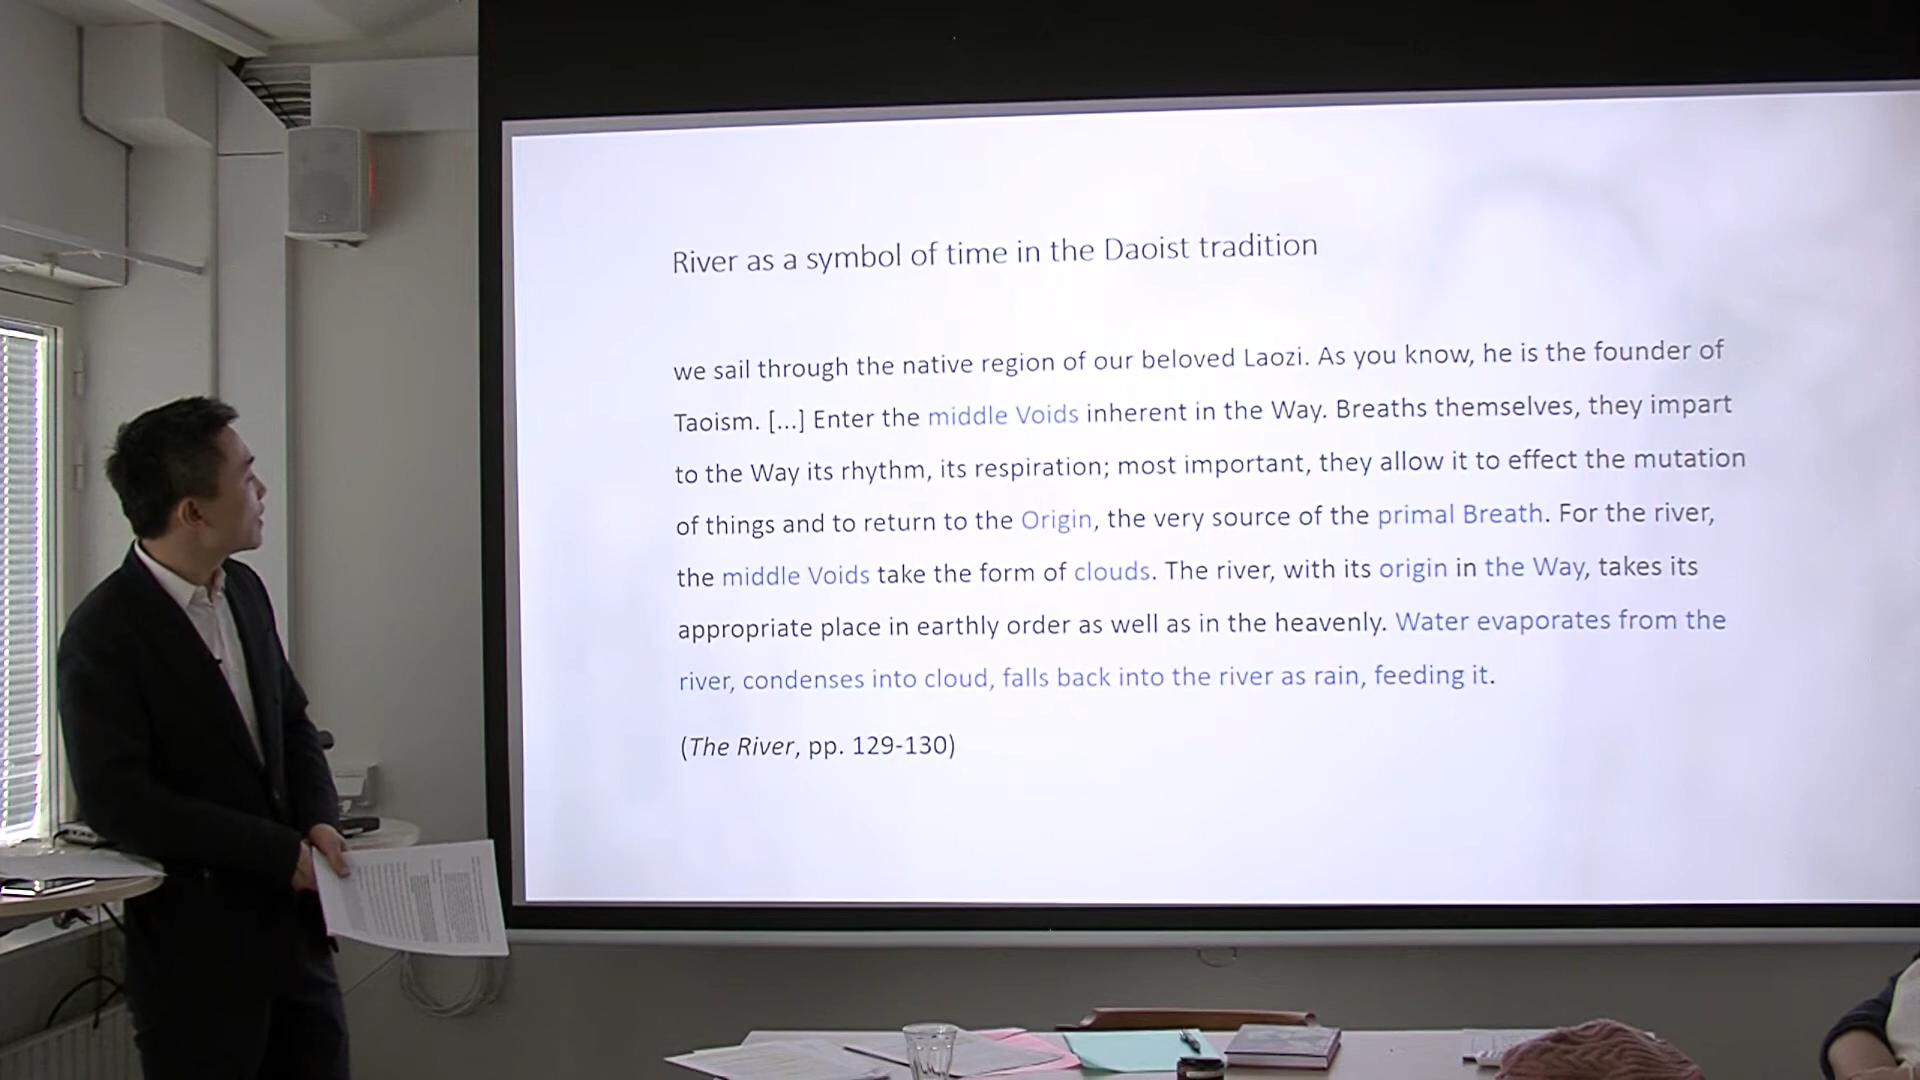 River as a symbol of time in the Daoist tradition
we sail through the native region of our beloved Laozi. As you know, he is the founder of
Taoism. [...] Enter the middle Voids inherent in the Way. Breaths themselves, they impart
to the Way its rhythm, its respiration; most important, they allow it to effect the mutation
of things and to return to the Origin, the very source of the primal Breath. For the river,
the middle Voids take the form of clouds. The river, with its origin in the Way, takes its
appropriate place in earthly order as well as in the heavenly. Water evaporates from the
river, condenses into cloud, falls back into the river as rain, feeding it.
(The River, pp. 129-130)